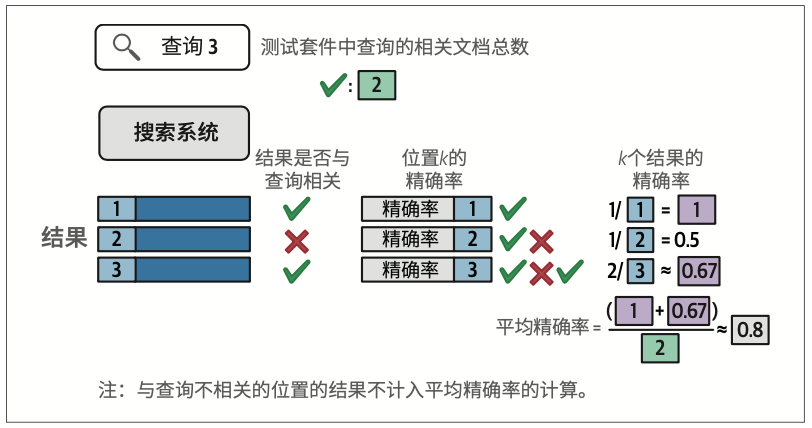 查询 3
测试套件中查询的相关文档总数
: 2
搜索系统
结果是否与
查询相关
位置k的
精确率
k个结果的
精确率
结果
1
精确率 1
1/ 1 = 1
2
精确率 2
1/ 2 = 0.5
3
精确率 3
2/ 3 ≈ 0.67
平均精确率 = (1 + 0.67) / 2 ≈ 0.8
注：与查询不相关的位置的结果不计入平均精确率的计算。